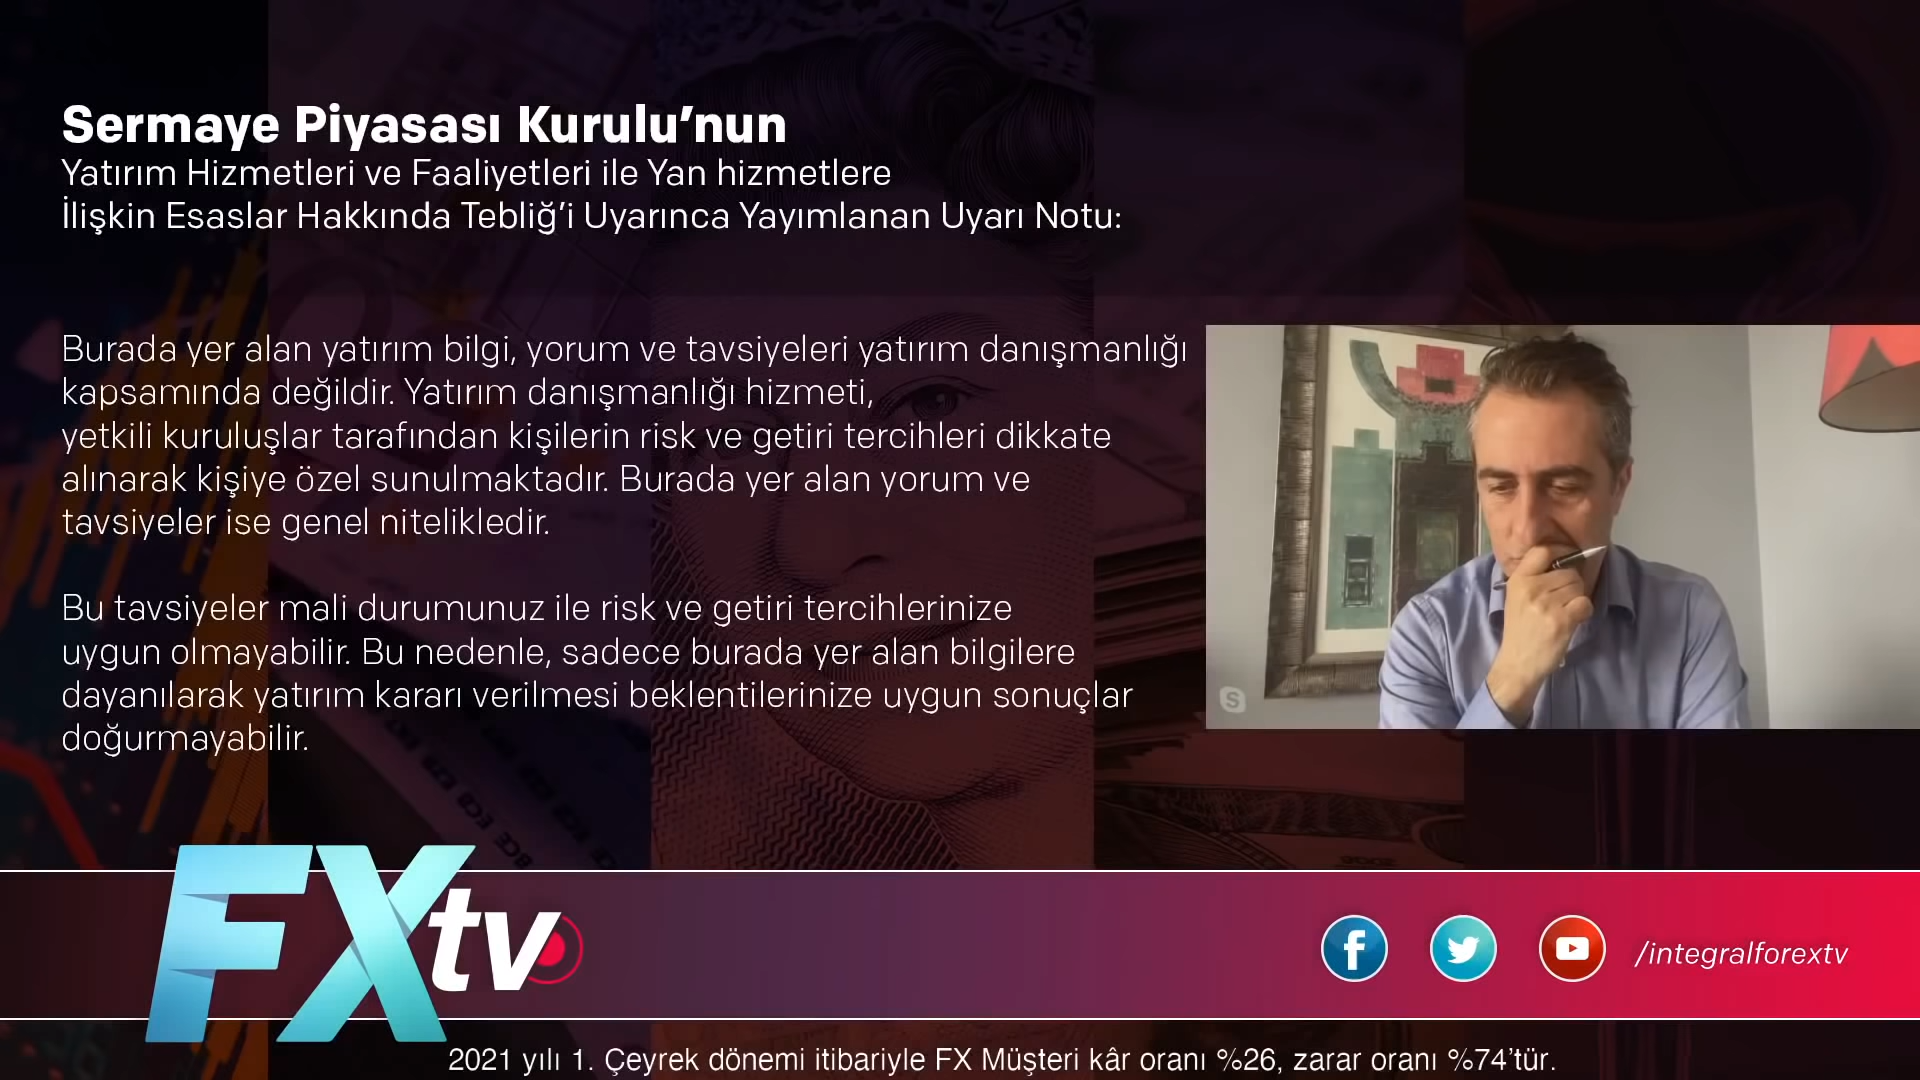 Sermaye Piyasası Kurulu’nun
Yatırım Hizmetleri ve Faaliyetleri ile Yan hizmetlere
İlişkin Esaslar Hakkında Tebliğ’i Uyarınca Yayımlanan Uyarı Notu:
Burada yer alan yatırım bilgi, yorum ve tavsiyeleri yatırım danışmanlığı
kapsamında değildir. Yatırım danışmanlığı hizmeti,
yetkili kuruluşlar tarafından kişilerin risk ve getiri tercihleri dikkate
alınarak kişiye özel sunulmaktadır. Burada yer alan yorum ve
tavsiyeler ise genel nitelikledir.
Bu tavsiyeler mali durumunuz ile risk ve getiri tercihlerinize
uygun olmayabilir. Bu nedenle, sadece burada yer alan bilgilere
dayanılarak yatırım kararı verilmesi beklentilerinize uygun sonuçlar
doğurmayabilir.
FXtv
/integralforextv
2021 yılı 1. Çeyrek dönemi itibariyle FX Müşteri kâr oranı %26, zarar oranı %74’tür.